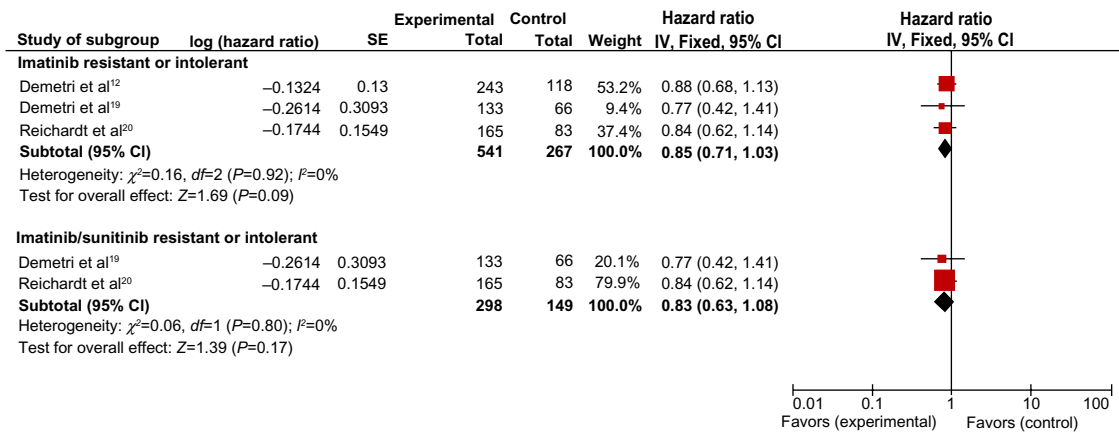 Experimental Control Hazard ratio Hazard ratio
Study of subgroup log (hazard ratio) SE Total Total Weight IV, Fixed, 95% CI IV, Fixed, 95% CI
Imatinib resistant or intolerant
Demetri et al¹² –0.1324 0.13 243 118 53.2% 0.88 (0.68, 1.13)
Demetri et al¹⁹ –0.2614 0.3093 133 66 9.4% 0.77 (0.42, 1.41)
Reichardt et al²⁰ –0.1744 0.1549 165 83 37.4% 0.84 (0.62, 1.14)
Subtotal (95% CI) 541 267 100.0% 0.85 (0.71, 1.03)
Heterogeneity: χ²=0.16, df=2 (P=0.92); I²=0%
Test for overall effect: Z=1.69 (P=0.09)
Imatinib/sunitinib resistant or intolerant
Demetri et al¹⁹ –0.2614 0.3093 133 66 20.1% 0.77 (0.42, 1.41)
Reichardt et al²⁰ –0.1744 0.1549 165 83 79.9% 0.84 (0.62, 1.14)
Subtotal (95% CI) 298 149 100.0% 0.83 (0.63, 1.08)
Heterogeneity: χ²=0.06, df=1 (P=0.80); I²=0%
Test for overall effect: Z=1.39 (P=0.17)
0.01 0.1 1 10 100
Favors (experimental) Favors (control)